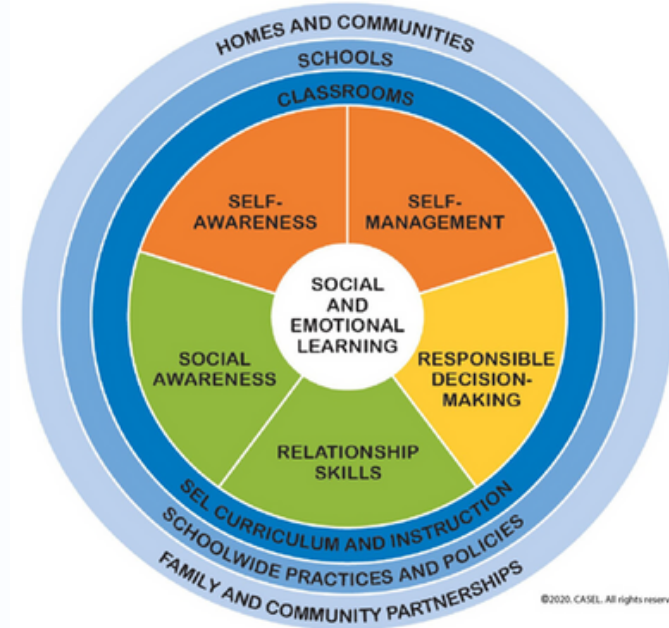 HOMES AND COMMUNITIES
SCHOOLS
CLASSROOMS
SELF-
AWARENESS
SELF-
MANAGEMENT
SOCIAL
AND
EMOTIONAL
LEARNING
SOCIAL
AWARENESS
RESPONSIBLE
DECISION-
MAKING
RELATIONSHIP
SKILLS
SEL CURRICULUM AND INSTRUCTION
SCHOOLWIDE PRACTICES AND POLICIES
FAMILY AND COMMUNITY PARTNERSHIPS
©2020. CASEL. All rights reserv